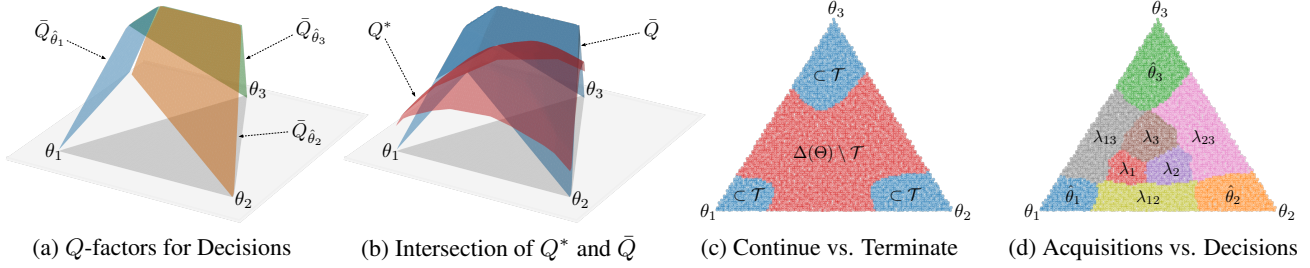 Q̄_θ̂₁
Q̄_θ̂₃
θ₃
Q̄_θ̂₂
θ₁
θ₂
(a) Q-factors for Decisions
Q*
Q̄
θ₃
θ₁
θ₂
(b) Intersection of Q* and Q̄
θ₃
⊂ 𝒯
Δ(Θ) \ 𝒯
⊂ 𝒯
⊂ 𝒯
θ₁
θ₂
(c) Continue vs. Terminate
θ₃
θ̂₃
λ₁₃
λ₃
λ₂₃
λ₁
λ₂
θ̂₁
λ₁₂
θ̂₂
θ₁
θ₂
(d) Acquisitions vs. Decisions